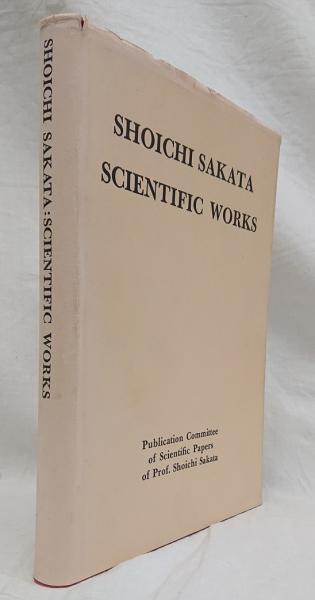 SHOICHI SAKATA: SCIENTIFIC WORKS
SHOICHI SAKATA
SCIENTIFIC WORKS
Publication Committee
of Scientific Papers
of Prof. Shoichi Sakata